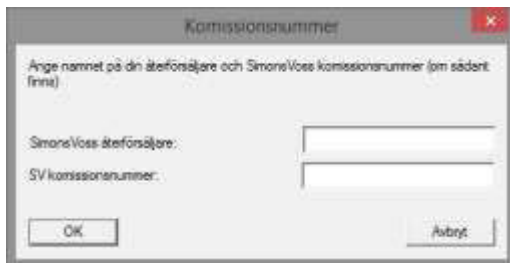 Komissionsnummer
Ange namnet på din återförsäljare och SimonsVoss komissionsnummer (om sådant
finns)
SimonsVoss återförsäljare:
SV komissionsnummer:
OK
Avbryt